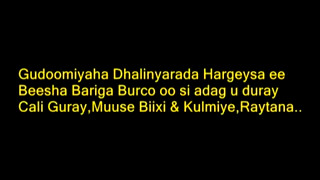 Gudoomiyaha Dhalinyarada Hargeysa ee
Beesha Bariga Burco oo si adag u duray
Cali Guray,Muuse Biixi & Kulmiye,Raytana..